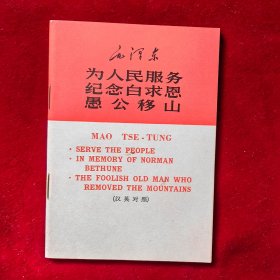 毛泽东
为人民服务
纪念白求恩
愚公移山
MAO TSE-TUNG
• SERVE THE PEOPLE
• IN MEMORY OF NORMAN
BETHUNE
• THE FOOLISH OLD MAN WHO
REMOVED THE MOUNTAINS
(汉英对照)